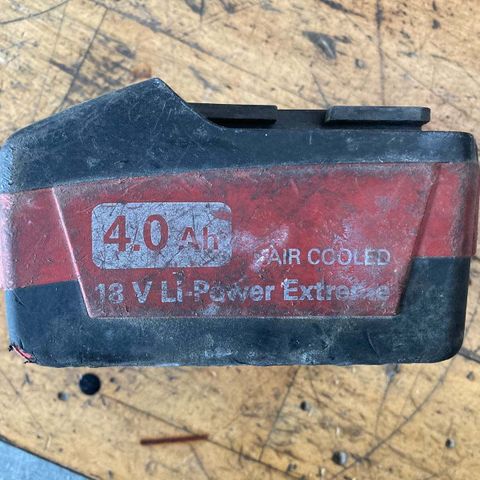 4.0 Ah
AIR COOLED
18 V Li-Power Extreme